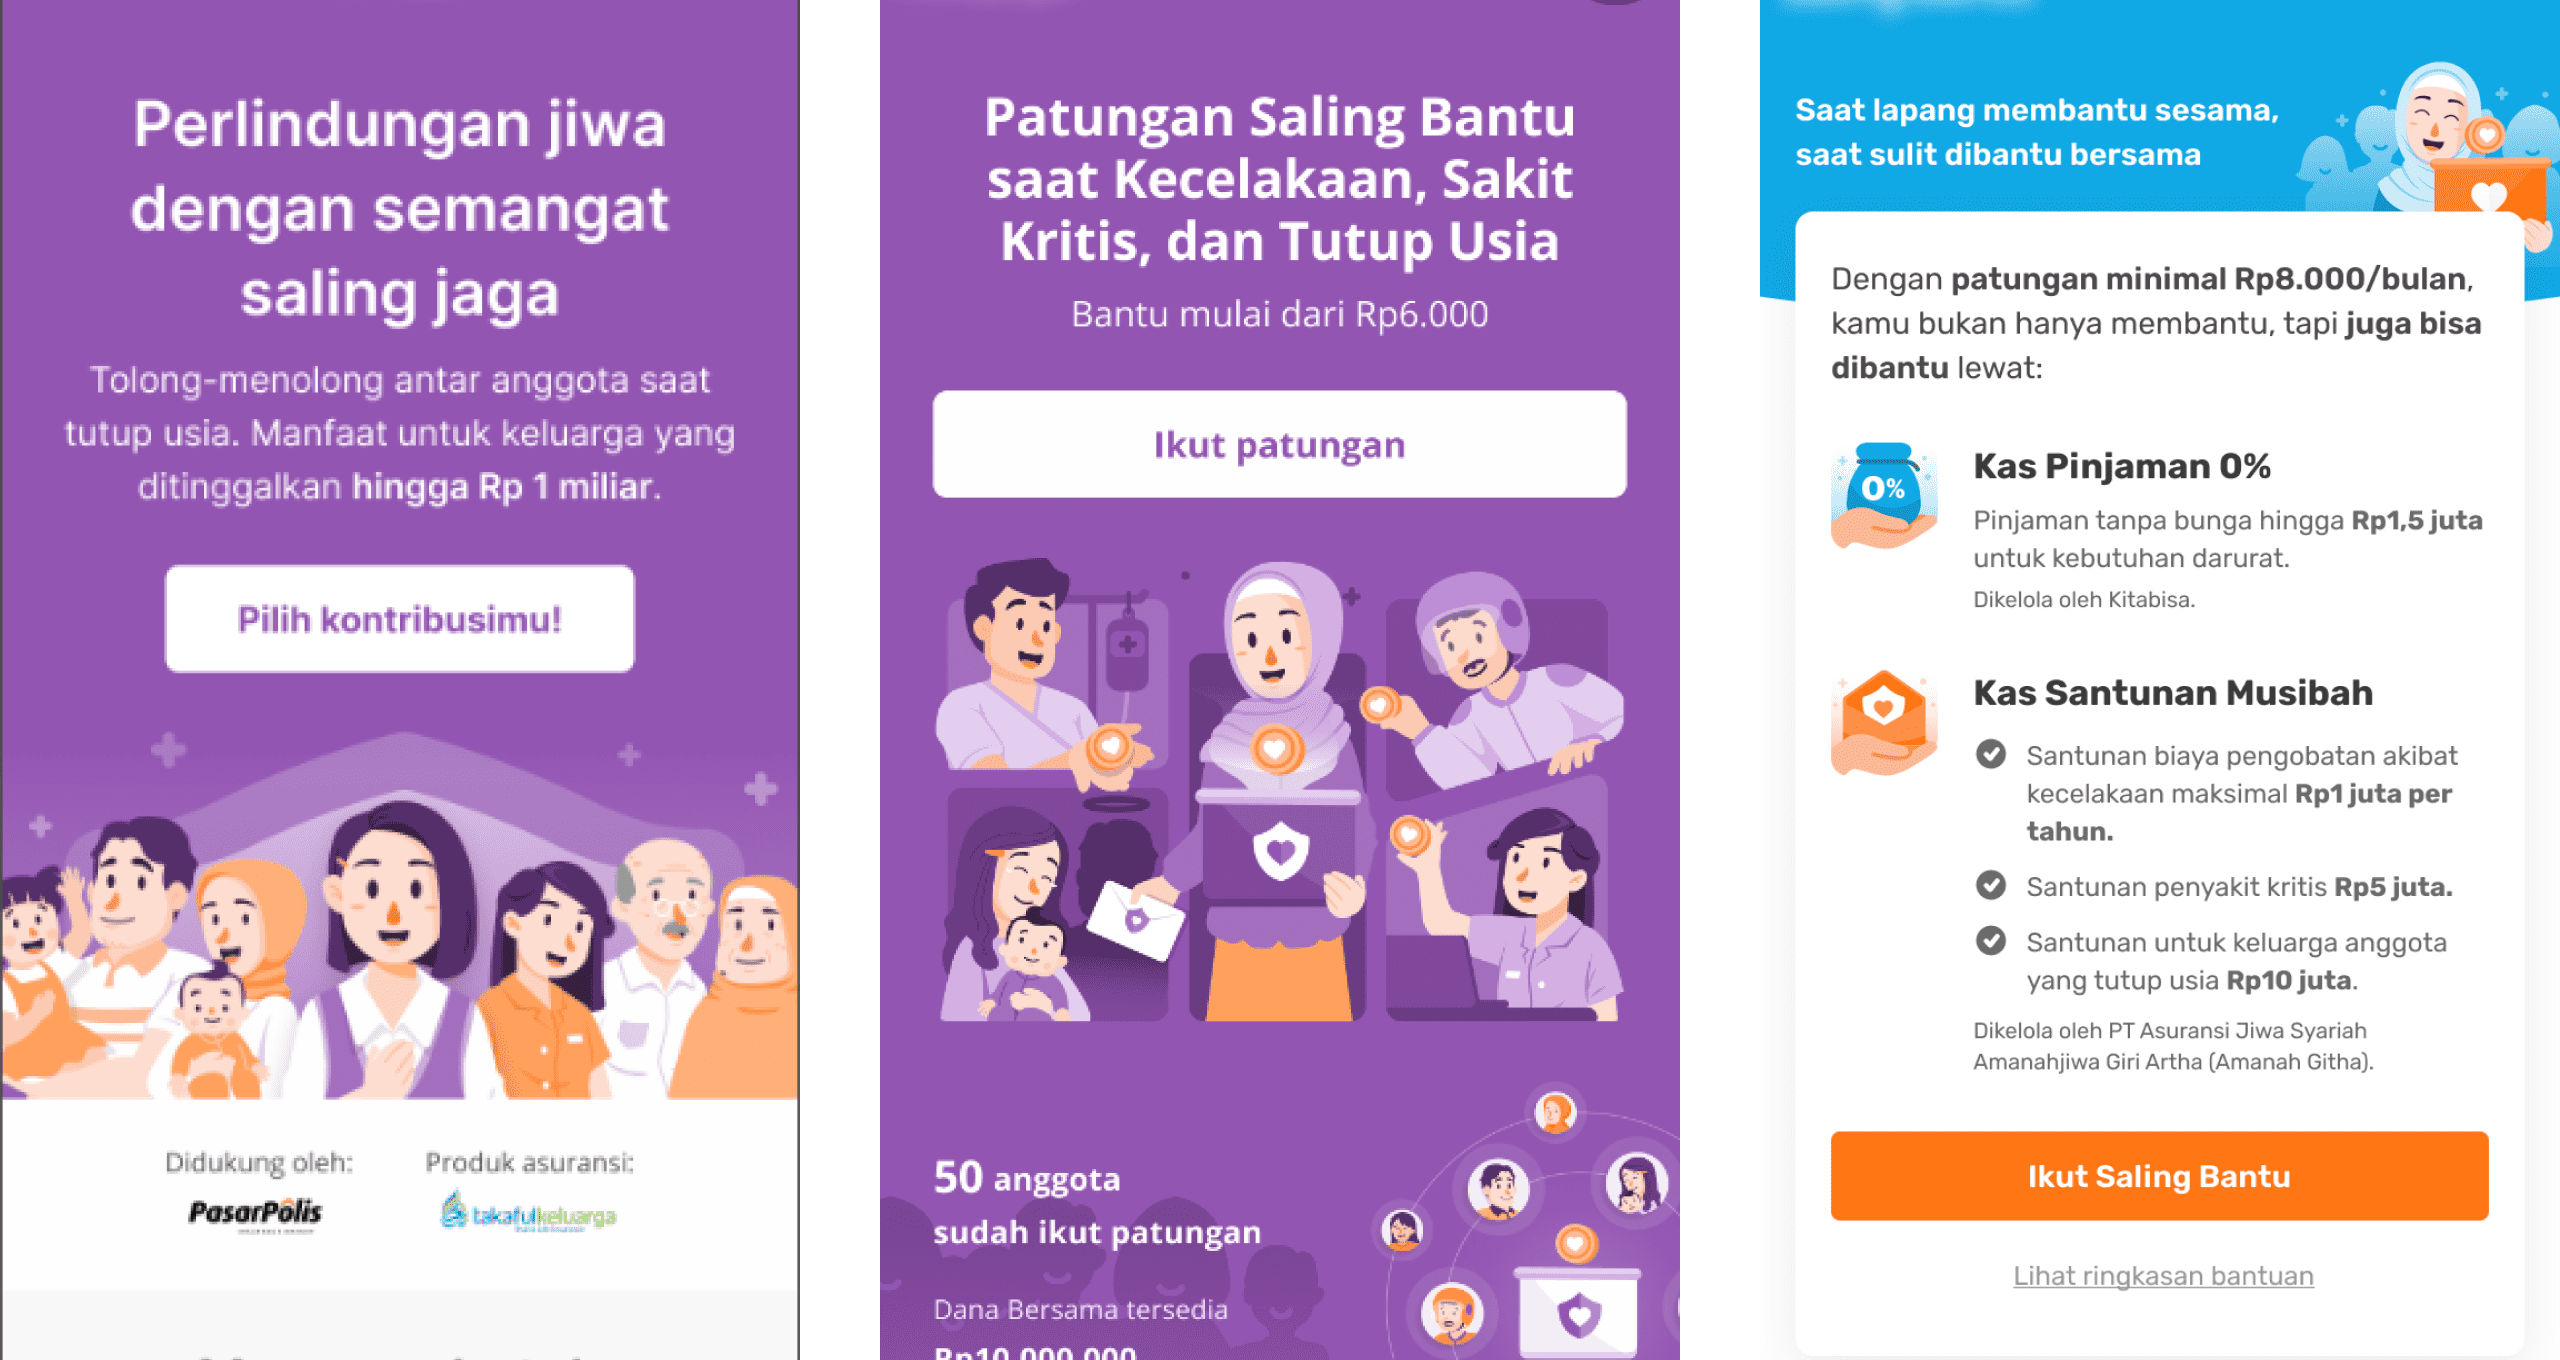 Perlindungan jiwa
dengan semangat
saling jaga
Tolong-menolong antar anggota saat
tutup usia. Manfaat untuk keluarga yang
ditinggalkan hingga Rp 1 miliar.
Pilih kontribusimu!
Didukung oleh:
PasarPolis
Produk asuransi:
takafulkeluarga
Patungan Saling Bantu
saat Kecelakaan, Sakit
Kritis, dan Tutup Usia
Bantu mulai dari Rp6.000
Ikut patungan
50 anggota
sudah ikut patungan
Dana Bersama tersedia
Rp10.000.000
Saat lapang membantu sesama,
saat sulit dibantu bersama
Dengan patungan minimal Rp8.000/bulan,
kamu bukan hanya membantu, tapi juga bisa
dibantu lewat:
0%
Kas Pinjaman 0%
Pinjaman tanpa bunga hingga Rp1,5 juta
untuk kebutuhan darurat.
Dikelola oleh Kitabisa.
Kas Santunan Musibah
Santunan biaya pengobatan akibat
kecelakaan maksimal Rp1 juta per
tahun.
Santunan penyakit kritis Rp5 juta.
Santunan untuk keluarga anggota
yang tutup usia Rp10 juta.
Dikelola oleh PT Asuransi Jiwa Syariah
Amanahjiwa Giri Artha (Amanah Githa).
Ikut Saling Bantu
Lihat ringkasan bantuan